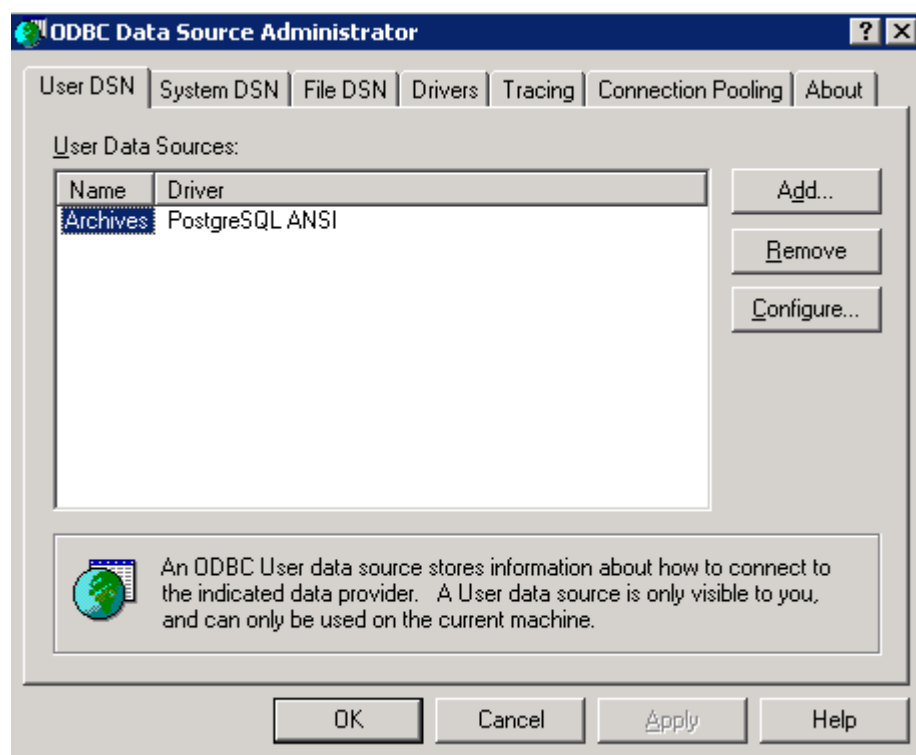 ODBC Data Source Administrator
User DSN System DSN File DSN Drivers Tracing Connection Pooling About
User Data Sources:
Name Driver
Archives PostgreSQL ANSI
Add...
Remove
Configure...
An ODBC User data source stores information about how to connect to
the indicated data provider. A User data source is only visible to you,
and can only be used on the current machine.
OK Cancel Apply Help